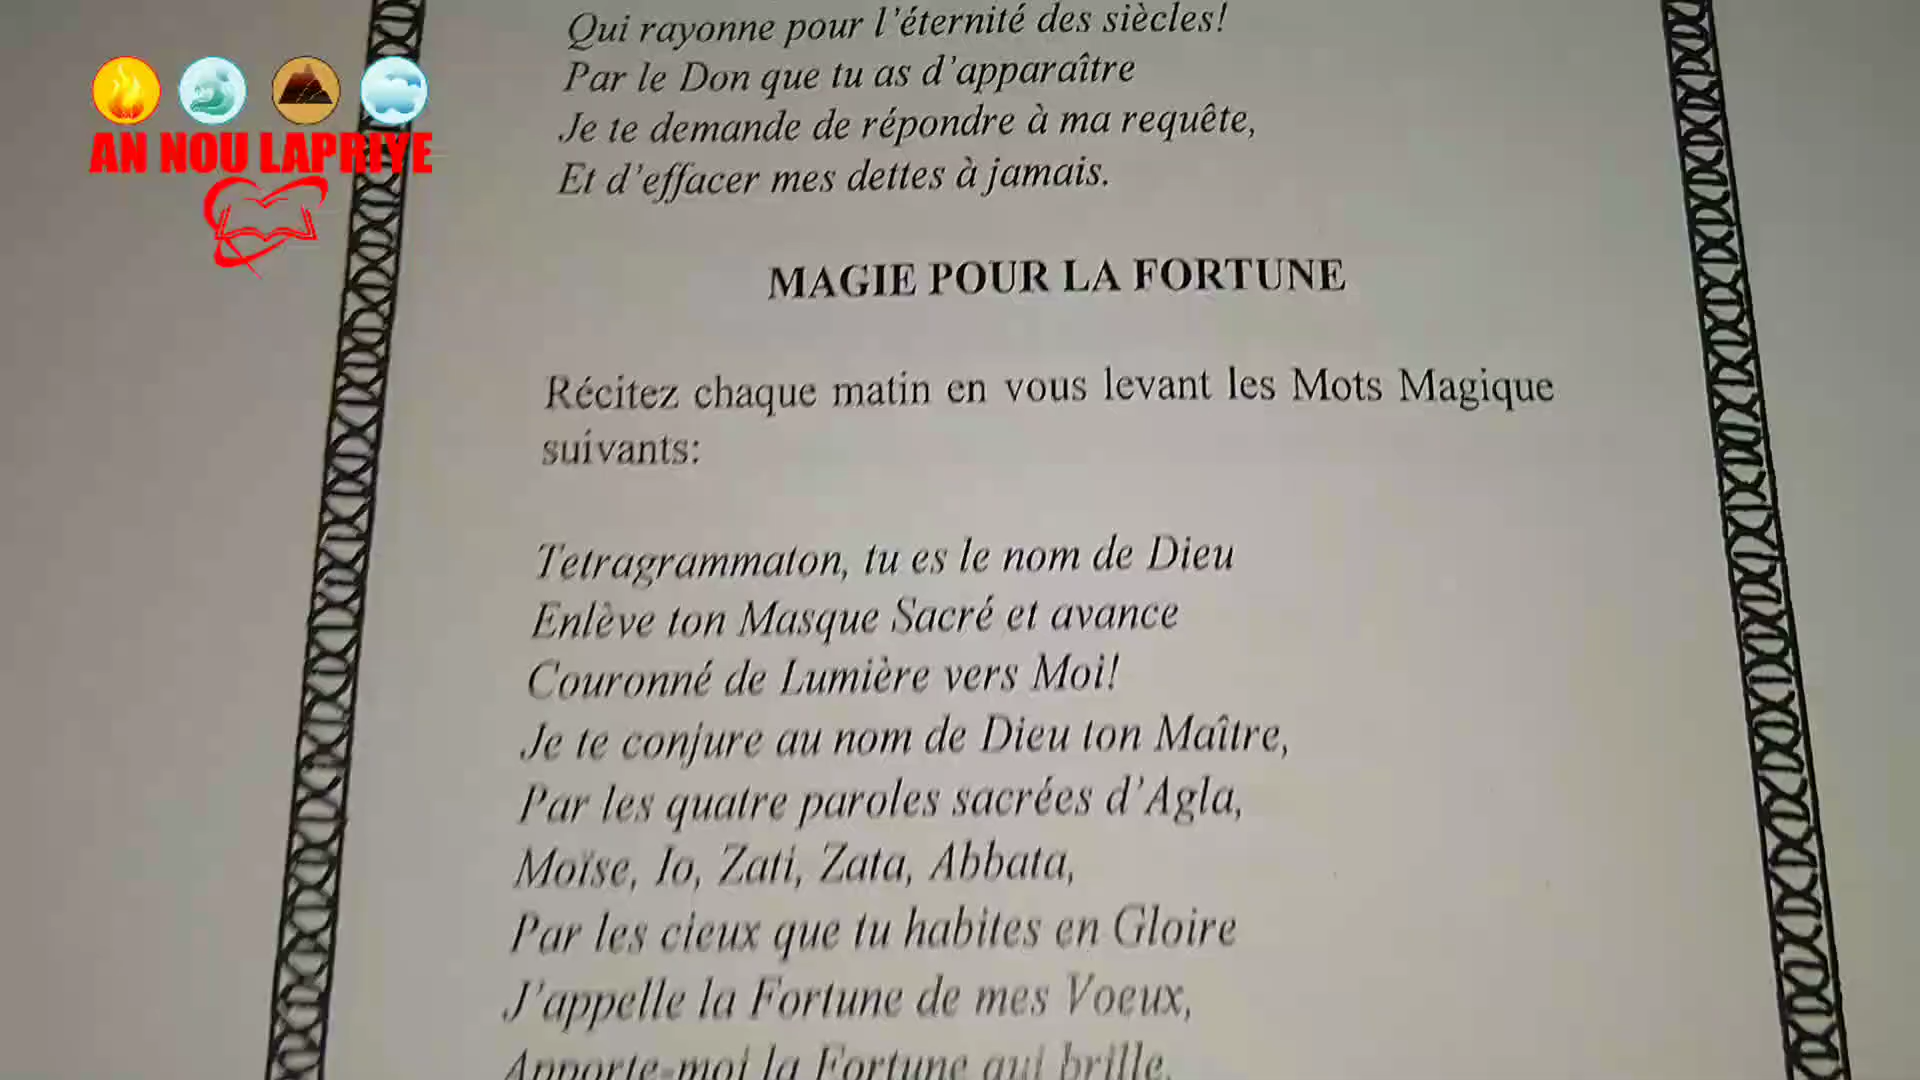 Qui rayonne pour l'éternité des siècles!
Par le Don que tu as d'apparaître
Je te demande de répondre à ma requête,
Et d'effacer mes dettes à jamais.
AN NOU LAPRIYE
MAGIE POUR LA FORTUNE
Récitez chaque matin en vous levant les Mots Magique
suivants:
Tetragrammaton, tu es le nom de Dieu
Enlève ton Masque Sacré et avance
Couronné de Lumière vers Moi!
Je te conjure au nom de Dieu ton Maître,
Par les quatre paroles sacrées d'Agla,
Moïse, Io, Zati, Zata, Abbata,
Par les cieux que tu habites en Gloire
J'appelle la Fortune de mes Voeux,
Apporte-moi la Fortune qui brille,